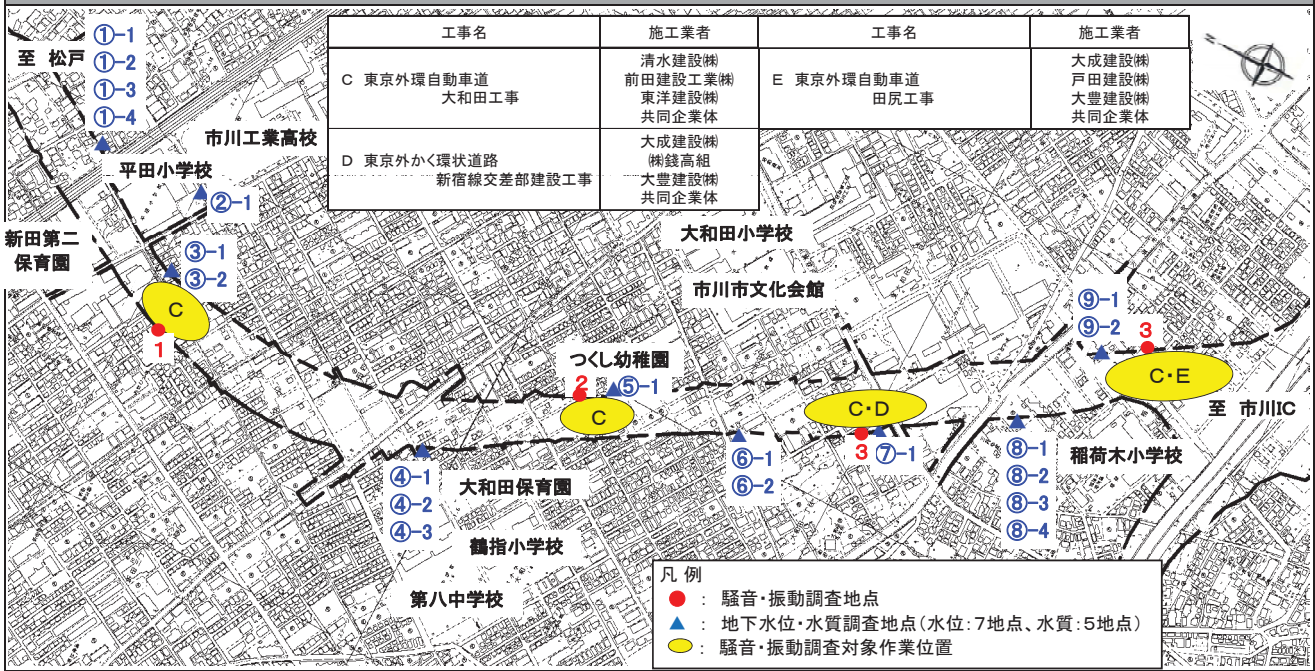 工事名 施工業者 工事名 施工業者
C 東京外環自動車道
大和田工事
清水建設㈱
前田建設工業㈱
東洋建設㈱
共同企業体
E 東京外環自動車道
田尻工事
大成建設㈱
戸田建設㈱
大豊建設㈱
共同企業体
D 東京外かく環状道路
新宿線交差部建設工事
大成建設㈱
㈱錢高組
大豊建設㈱
共同企業体
至 松戸
①-1
①-2
①-3
①-4
市川工業高校
平田小学校
②-1
新田第二
保育園
③-1
③-2
C
1
大和田小学校
市川市文化会館
つくし幼稚園
2
⑤-1
C
C・D
3
⑦-1
⑨-1
⑨-2
3
C・E
至 市川IC
④-1
④-2
④-3
大和田保育園
鶴指小学校
第八中学校
⑥-1
⑥-2
⑧-1
⑧-2
⑧-3
⑧-4
稲荷木小学校
凡 例
： 騒音・振動調査地点
： 地下水位・水質調査地点（水位：7地点、水質：5地点）
： 騒音・振動調査対象作業位置